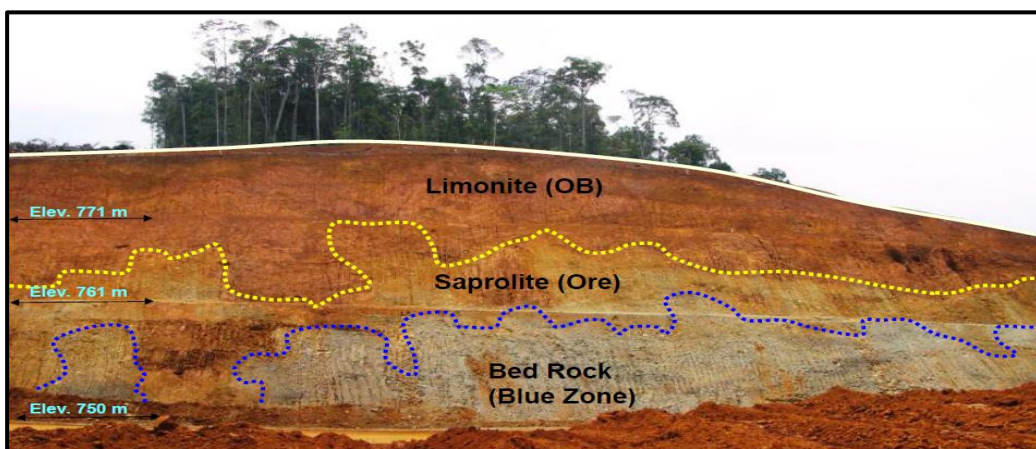 Limonite (OB)
Elev. 771 m
Saprolite (Ore)
Elev. 761 m
Bed Rock
(Blue Zone)
Elev. 750 m